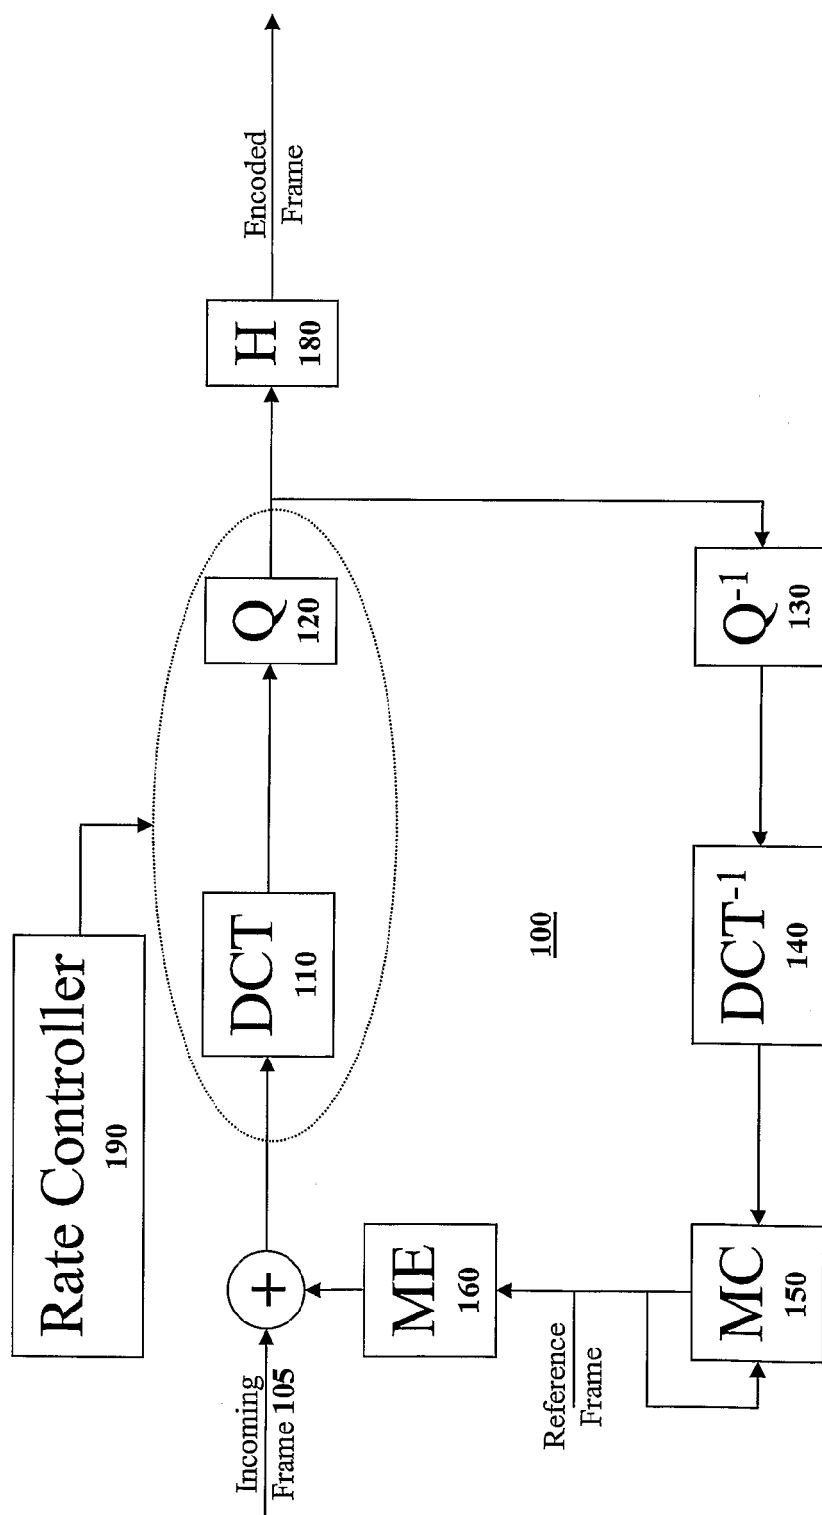 Rate Controller
190
Incoming
Frame 105
+
DCT
110
Q
120
H
180
Encoded
Frame
ME
160
100
Reference
Frame
MC
150
DCT-1
140
Q-1
130